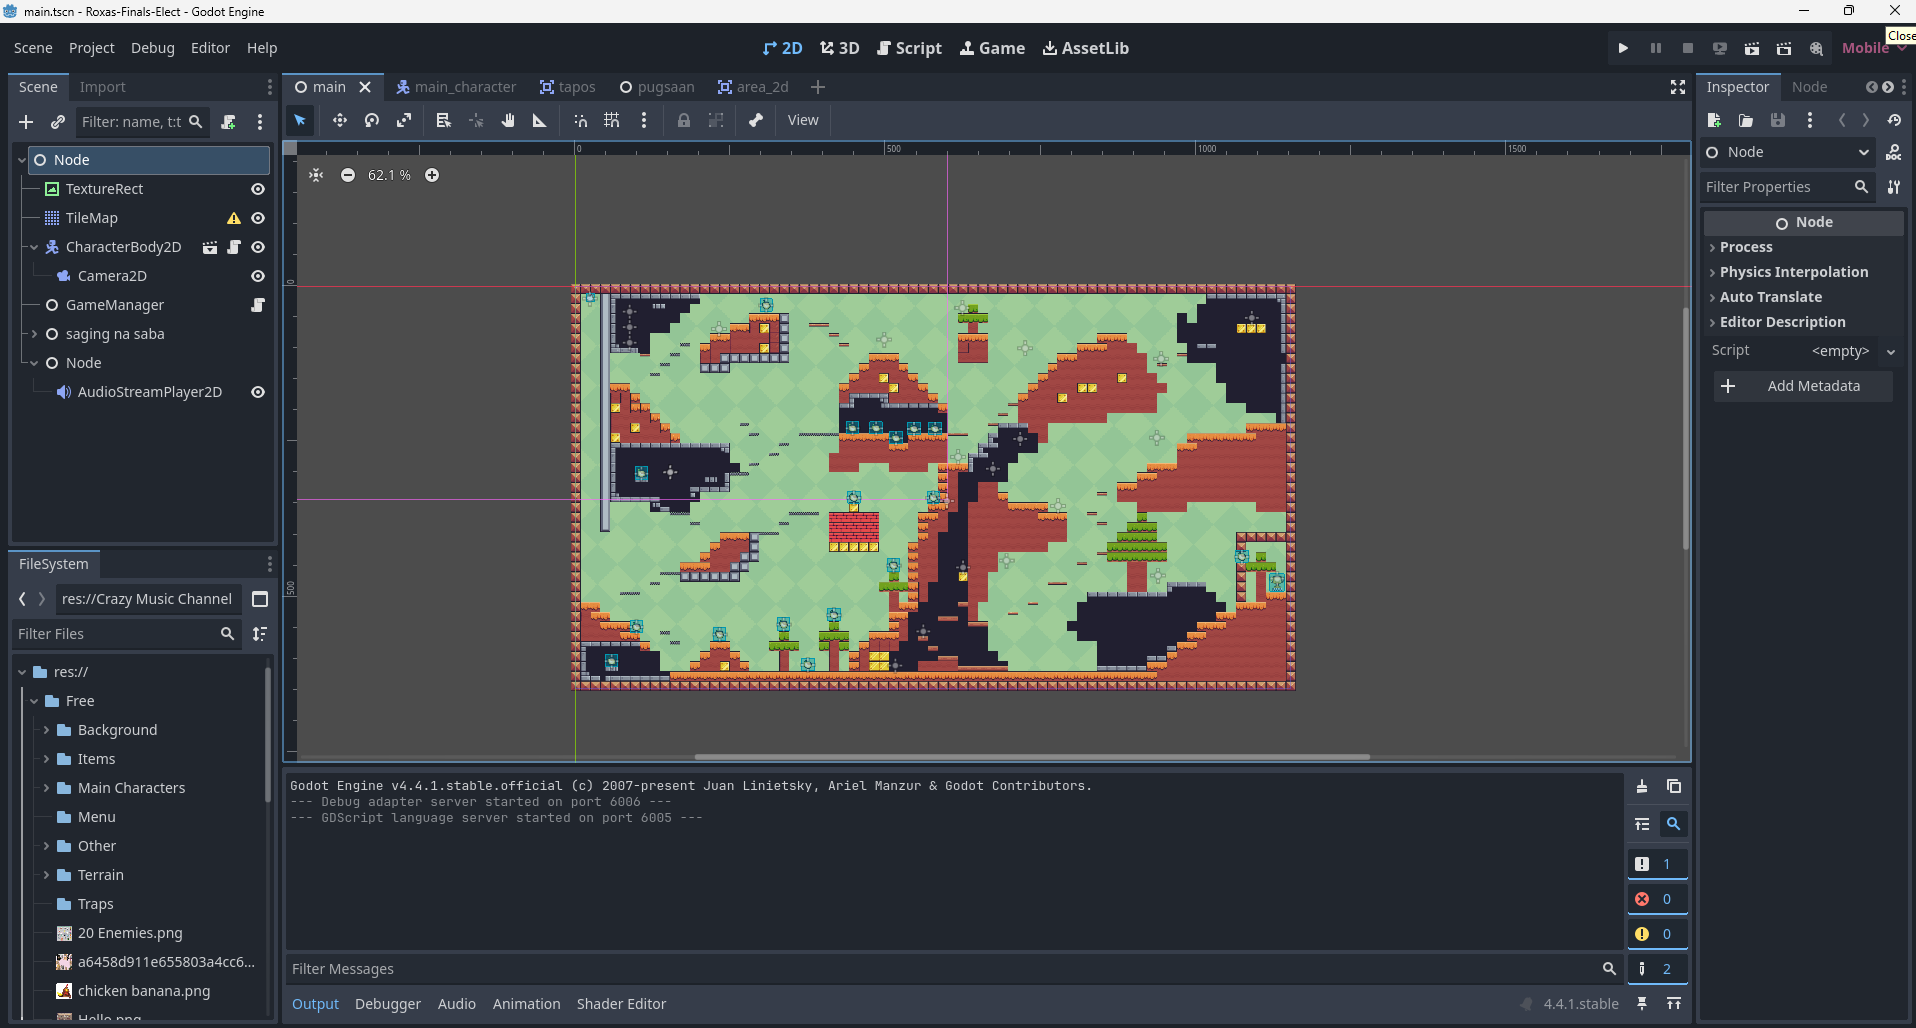 main.tscn - Roxas-Finals-Elect - Godot Engine
Close
Scene Project Debug Editor Help
2D 3D Script Game AssetLib
Mobile
Scene Import
main main_character tapos pugsaan area_2d
Inspector Node
Filter: name, t:t
View
Node
62.1 %
0 500 1000 1500
0
500
Node
TextureRect
TileMap
CharacterBody2D
Camera2D
GameManager
saging na saba
Node
AudioStreamPlayer2D
Filter Properties
Node
Process
Physics Interpolation
Auto Translate
Editor Description
Script <empty>
Add Metadata
DOC
FileSystem
res://Crazy Music Channel
Filter Files
res://
Free
Background
Items
Main Characters
Menu
Other
Terrain
Traps
20 Enemies.png
a6458d911e655803a4cc6...
chicken banana.png
Hello.png
Godot Engine v4.4.1.stable.official (c) 2007-present Juan Linietsky, Ariel Manzur & Godot Contributors.
--- Debug adapter server started on port 6006 ---
--- GDScript language server started on port 6005 ---
1
0
0
2
Filter Messages
Output Debugger Audio Animation Shader Editor
4.4.1.stable